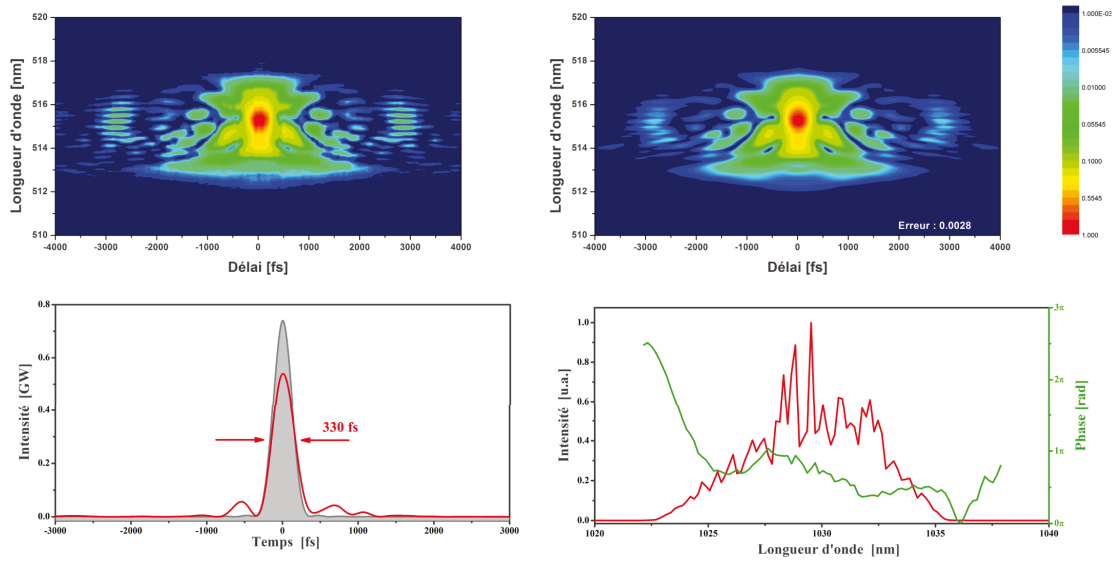 520
518
516
514
512
510
Longueur d'onde [nm]
-4000 -3000 -2000 -1000 0 1000 2000 3000 4000
Délai [fs]
520
518
516
514
512
510
Longueur d'onde [nm]
Erreur : 0.0028
-4000 -3000 -2000 -1000 0 1000 2000 3000 4000
Délai [fs]
1.000E-03
0.005545
0.01000
0.05545
0.1000
0.5545
1.000
0.8
0.6
0.4
0.2
0.0
Intensité [GW]
330 fs
-3000 -2000 -1000 0 1000 2000 3000
Temps [fs]
1.0
0.8
0.6
0.4
0.2
0.0
Intensité [u.a.]
3π
2π
1π
0π
Phase [rad]
1020 1025 1030 1035 1040
Longueur d'onde [nm]